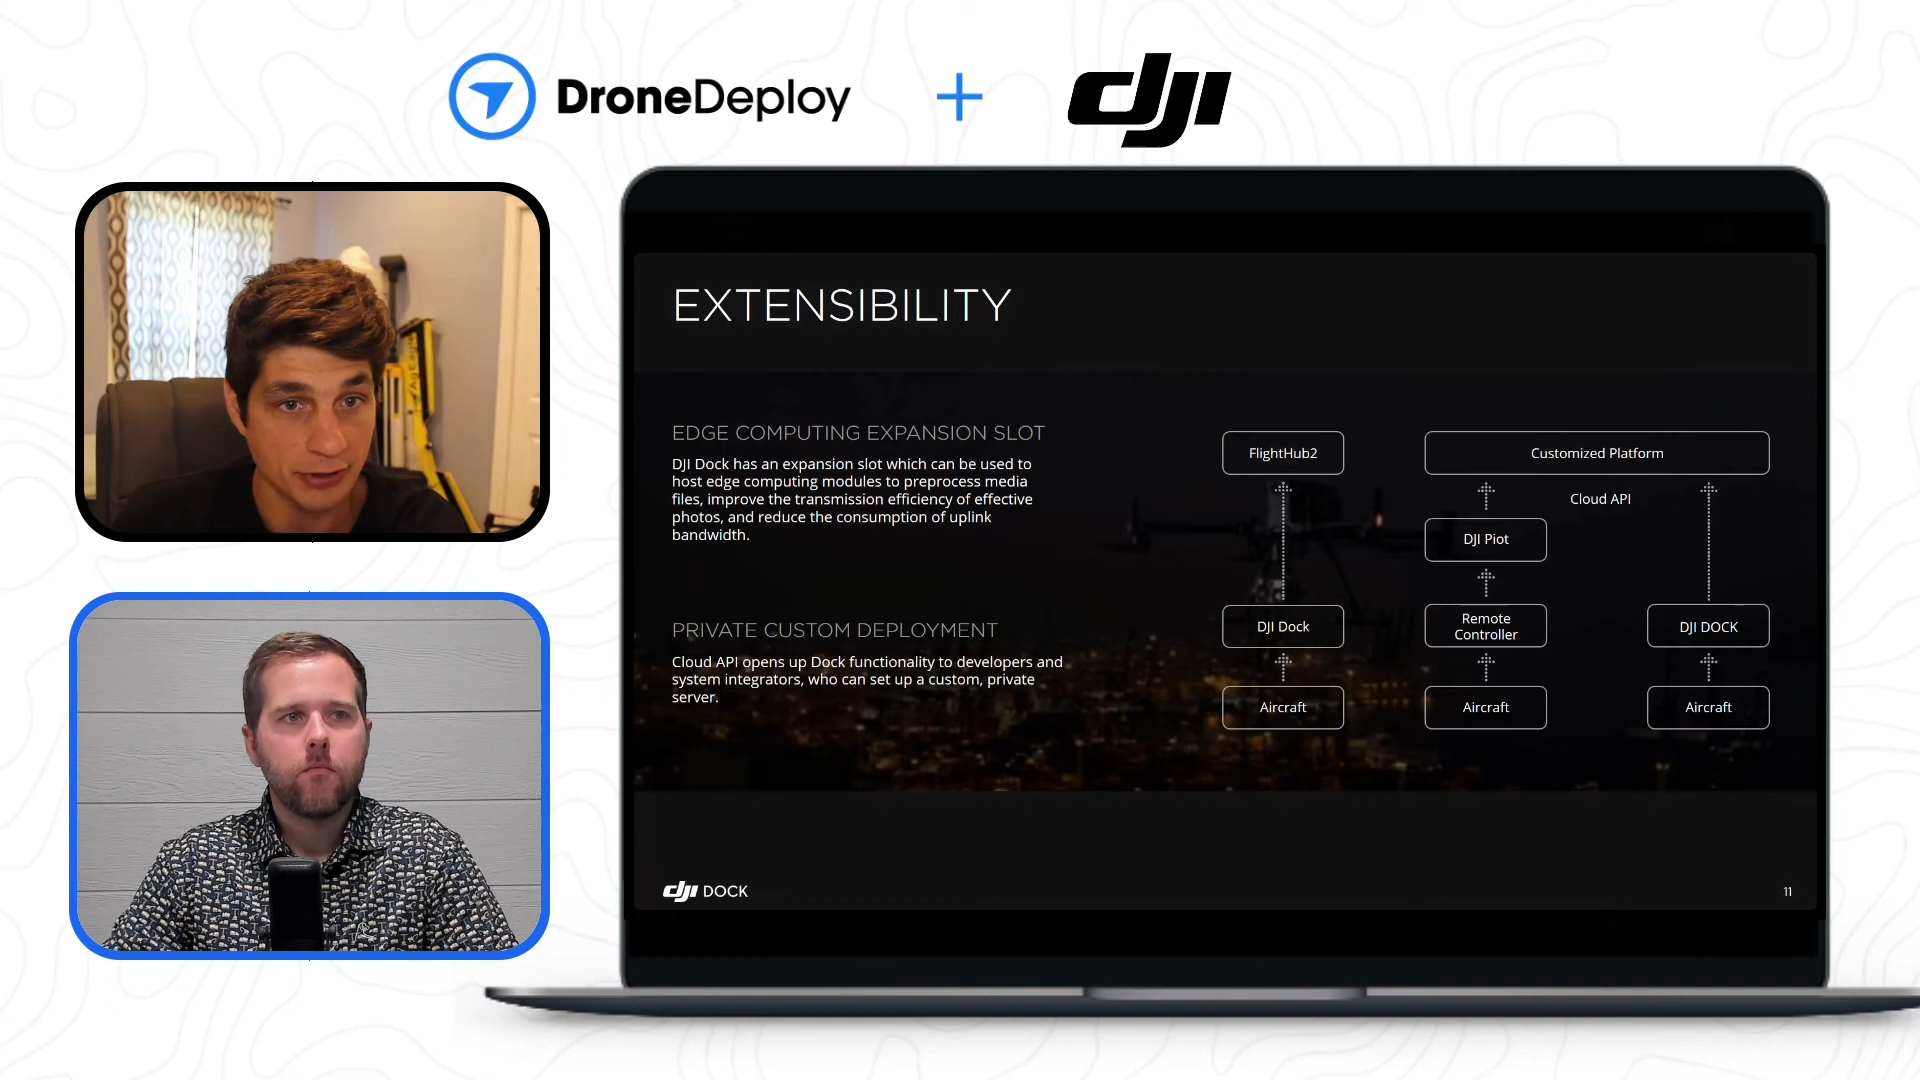 DroneDeploy + dji
EXTENSIBILITY
EDGE COMPUTING EXPANSION SLOT
DJI Dock has an expansion slot which can be used to
host edge computing modules to preprocess media
files, improve the transmission efficiency of effective
photos, and reduce the consumption of uplink
bandwidth.
PRIVATE CUSTOM DEPLOYMENT
Cloud API opens up Dock functionality to developers and
system integrators, who can set up a custom, private
server.
FlightHub2
Customized Platform
Cloud API
DJI Piot
DJI Dock
Remote
Controller
DJI DOCK
Aircraft
Aircraft
Aircraft
dji DOCK
11
AgEagle